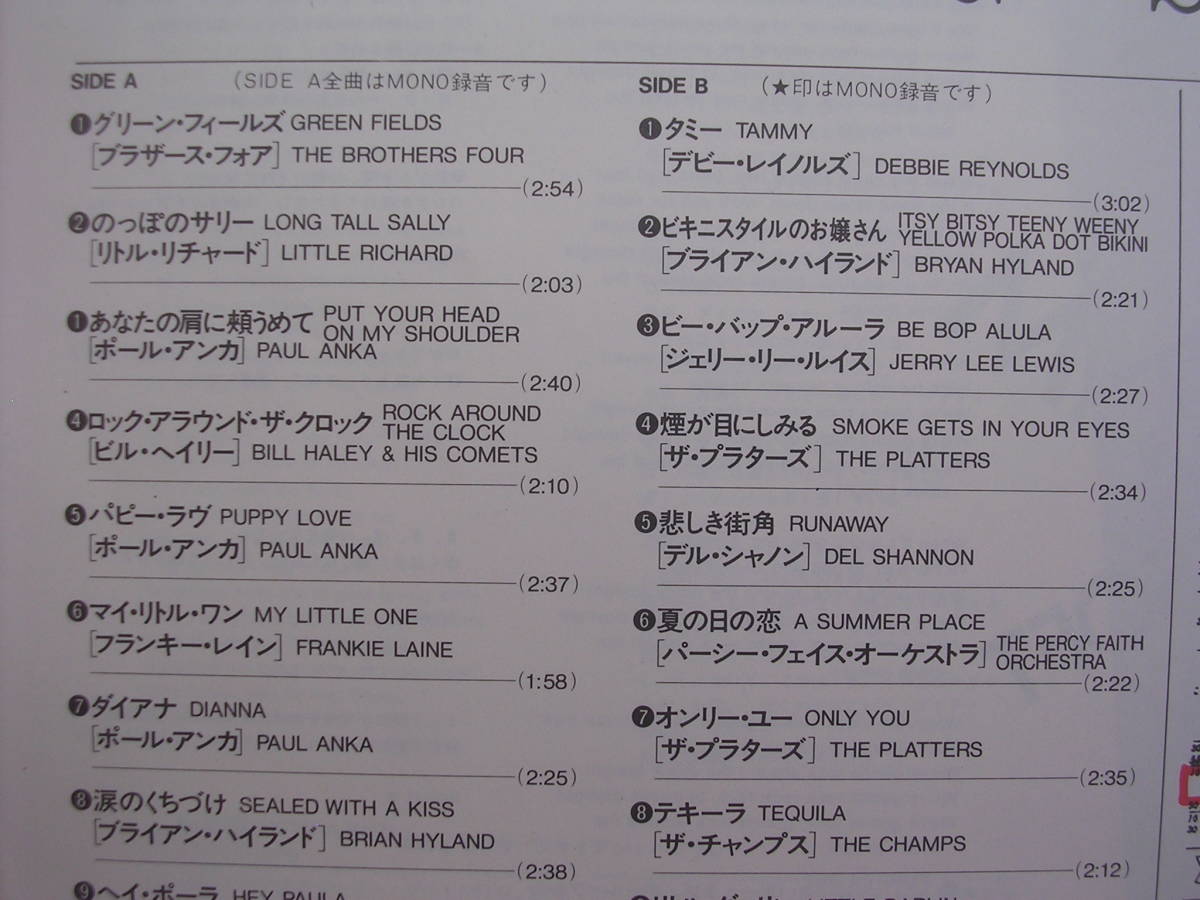 SIDE A (SIDE A全曲はMONO録音です)
❶グリーン・フィールズ GREEN FIELDS
[ブラザース・フォア] THE BROTHERS FOUR
(2:54)
❷のっぽのサリー LONG TALL SALLY
[リトル・リチャード] LITTLE RICHARD
(2:03)
❶あなたの肩に頬うめて PUT YOUR HEAD
ON MY SHOULDER
[ポール・アンカ] PAUL ANKA
(2:40)
❹ロック・アラウンド・ザ・クロック ROCK AROUND
THE CLOCK
[ビル・ヘイリー] BILL HALEY & HIS COMETS
(2:10)
❺パピー・ラヴ PUPPY LOVE
[ポール・アンカ] PAUL ANKA
(2:37)
❻マイ・リトル・ワン MY LITTLE ONE
[フランキー・レイン] FRANKIE LAINE
(1:58)
❼ダイアナ DIANNA
[ポール・アンカ] PAUL ANKA
(2:25)
❽涙のくちづけ SEALED WITH A KISS
[ブライアン・ハイランド] BRIAN HYLAND
(2:38)
❾ヘイ・ポーラ HEY PAULA
SIDE B (★印はMONO録音です)
❶タミー TAMMY
[デビー・レイノルズ] DEBBIE REYNOLDS
(3:02)
❷ビキニスタイルのお嬢さん ITSY BITSY TEENY WEENY
YELLOW POLKA DOT BIKINI
[ブライアン・ハイランド] BRYAN HYLAND
(2:21)
❸ビー・バップ・アルーラ BE BOP ALULA
[ジェリー・リー・ルイス] JERRY LEE LEWIS
(2:27)
❹煙が目にしみる SMOKE GETS IN YOUR EYES
[ザ・プラターズ] THE PLATTERS
(2:34)
❺悲しき街角 RUNAWAY
[デル・シャノン] DEL SHANNON
(2:25)
❻夏の日の恋 A SUMMER PLACE
[パーシー・フェイス・オーケストラ] THE PERCY FAITH
ORCHESTRA
(2:22)
❼オンリー・ユー ONLY YOU
[ザ・プラターズ] THE PLATTERS
(2:35)
❽テキーラ TEQUILA
[ザ・チャンプス] THE CHAMPS
(2:12)